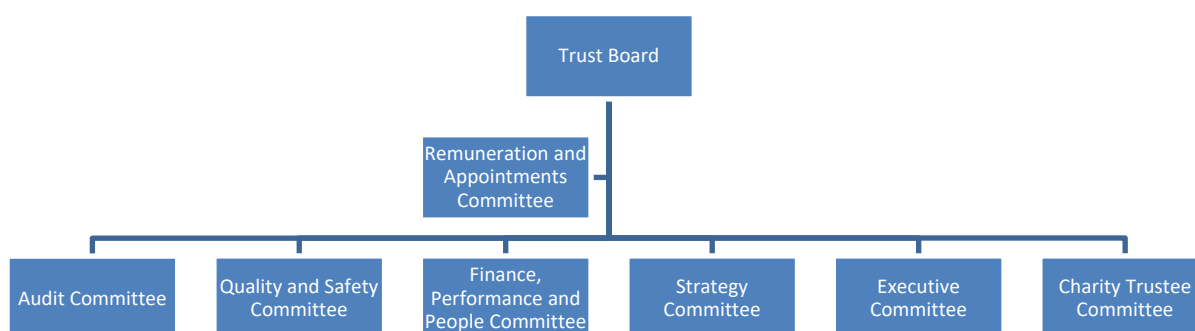 Trust Board
Remuneration and
Appointments
Committee
Audit Committee
Quality and Safety
Committee
Finance,
Performance and
People Committee
Strategy
Committee
Executive
Committee
Charity Trustee
Committee